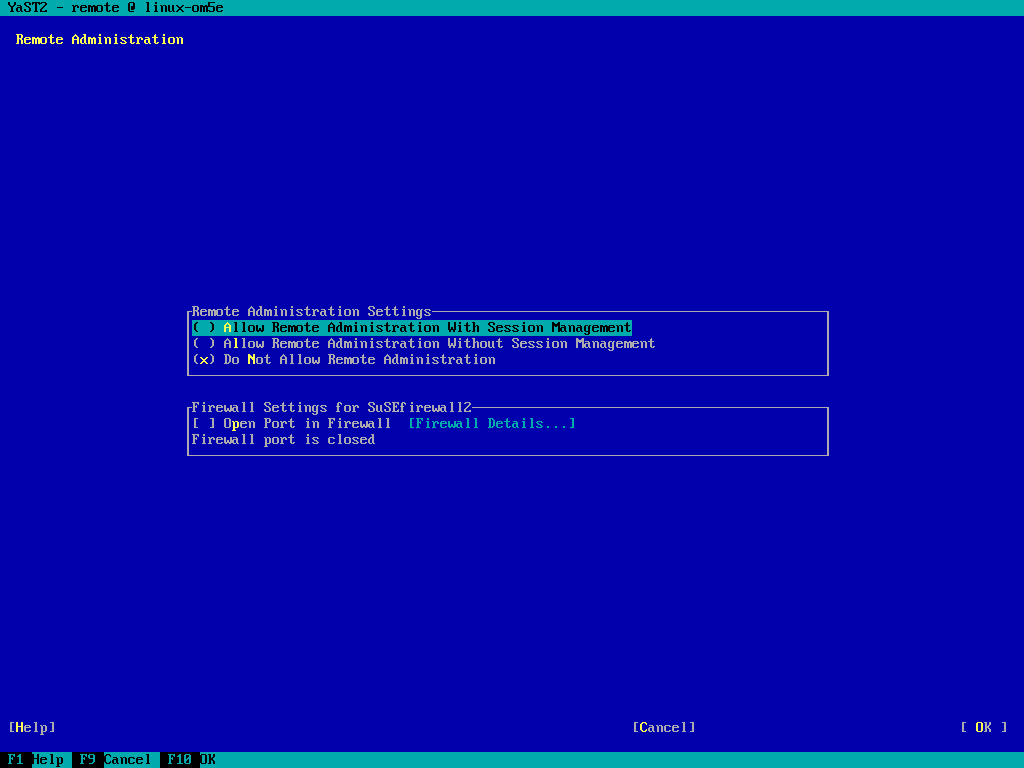 YaST2 - remote @ linux-om5e
Remote Administration
Remote Administration Settings
( ) Allow Remote Administration With Session Management
( ) Allow Remote Administration Without Session Management
(x) Do Not Allow Remote Administration
Firewall Settings for SuSEfirewall2
[ ] Open Port in Firewall [Firewall Details...]
Firewall port is closed
[Help] [Cancel] [ OK ]
F1 Help F9 Cancel F10 OK